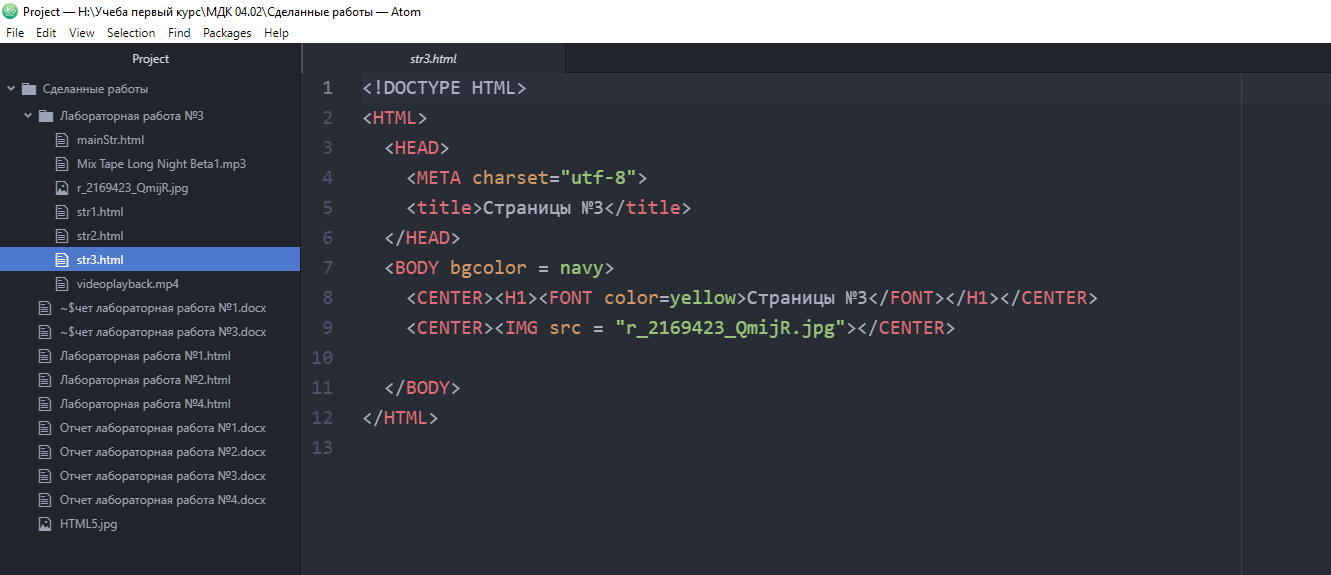 Project — H:\Учеба первый курс\МДК 04.02\Сделанные работы — Atom
File Edit View Selection Find Packages Help
Project
Сделанные работы
Лабораторная работа №3
mainStr.html
Mix Tape Long Night Beta1.mp3
r_2169423_QmijR.jpg
str1.html
str2.html
str3.html
videoplayback.mp4
~$чет лабораторная работа №1.docx
~$чет лабораторная работа №3.docx
Лабораторная работа №1.html
Лабораторная работа №2.html
Лабораторная работа №4.html
Отчет лабораторная работа №1.docx
Отчет лабораторная работа №2.docx
Отчет лабораторная работа №3.docx
Отчет лабораторная работа №4.docx
HTML5.jpg
str3.html
1 <!DOCTYPE HTML>
2 <HTML>
3 <HEAD>
4 <META charset="utf-8">
5 <title>Страницы №3</title>
6 </HEAD>
7 <BODY bgcolor = navy>
8 <CENTER><H1><FONT color=yellow>Страницы №3</FONT></H1></CENTER>
9 <CENTER><IMG src = "r_2169423_QmijR.jpg"></CENTER>
10
11 </BODY>
12 </HTML>
13